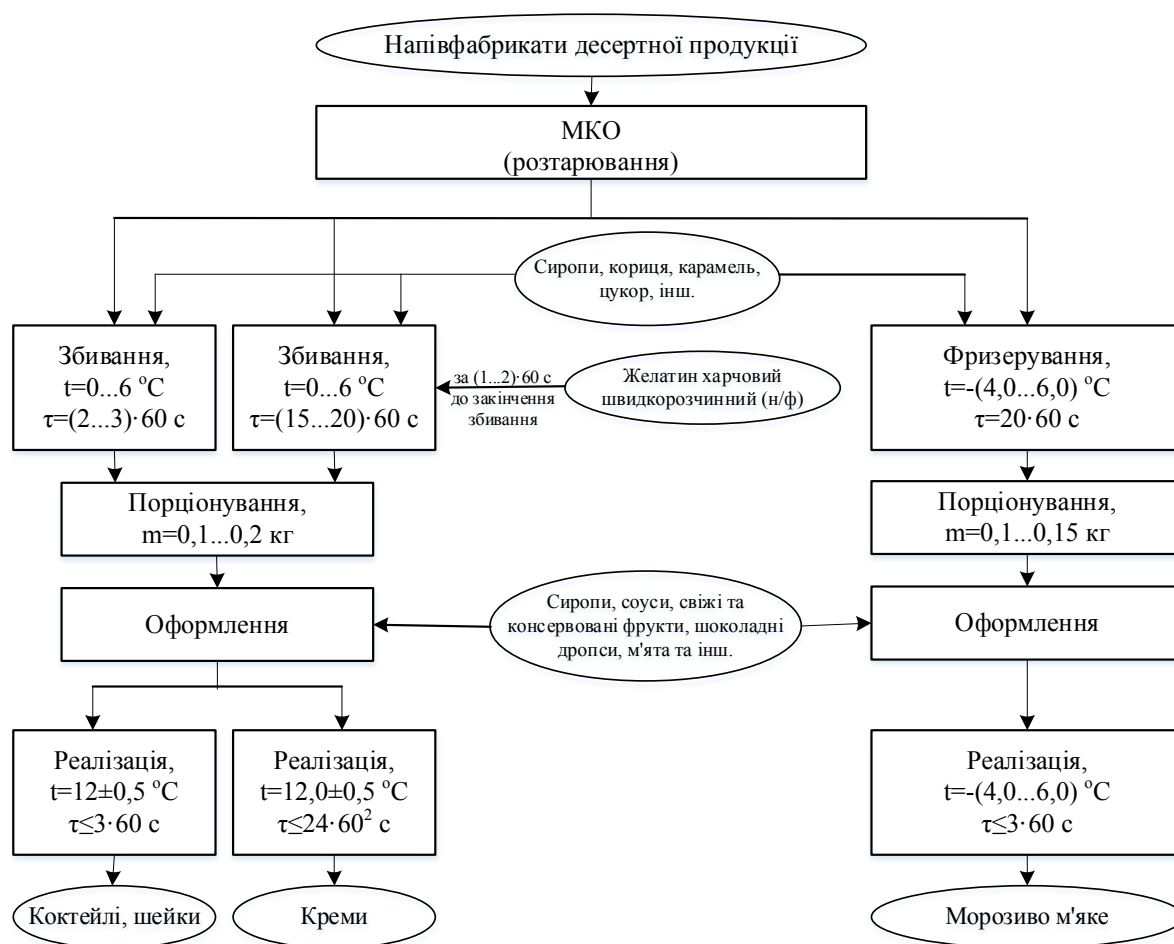 Напівфабрикати десертної продукції
МКО
(розтарювання)
Сиропи, кориця, карамель,
цукор, інш.
Збивання,
t=0...6 °С
τ=(2...3)·60 с
Збивання,
t=0...6 °С
τ=(15...20)·60 с
за (1...2)·60 с
до закінчення
збивання
Желатин харчовий
швидкорозчинний (н/ф)
Фризерування,
t=-(4,0...6,0) °С
τ=20·60 с
Порціонування,
m=0,1...0,2 кг
Порціонування,
m=0,1...0,15 кг
Оформлення
Сиропи, соуси, свіжі та
консервовані фрукти, шоколадні
дропси, м'ята та інш.
Оформлення
Реалізація,
t=12±0,5 °С
τ≤3·60 с
Реалізація,
t=12,0±0,5 °С
τ≤24·60² с
Реалізація,
t=-(4,0...6,0) °С
τ≤3·60 с
Коктейлі, шейки
Креми
Морозиво м'яке